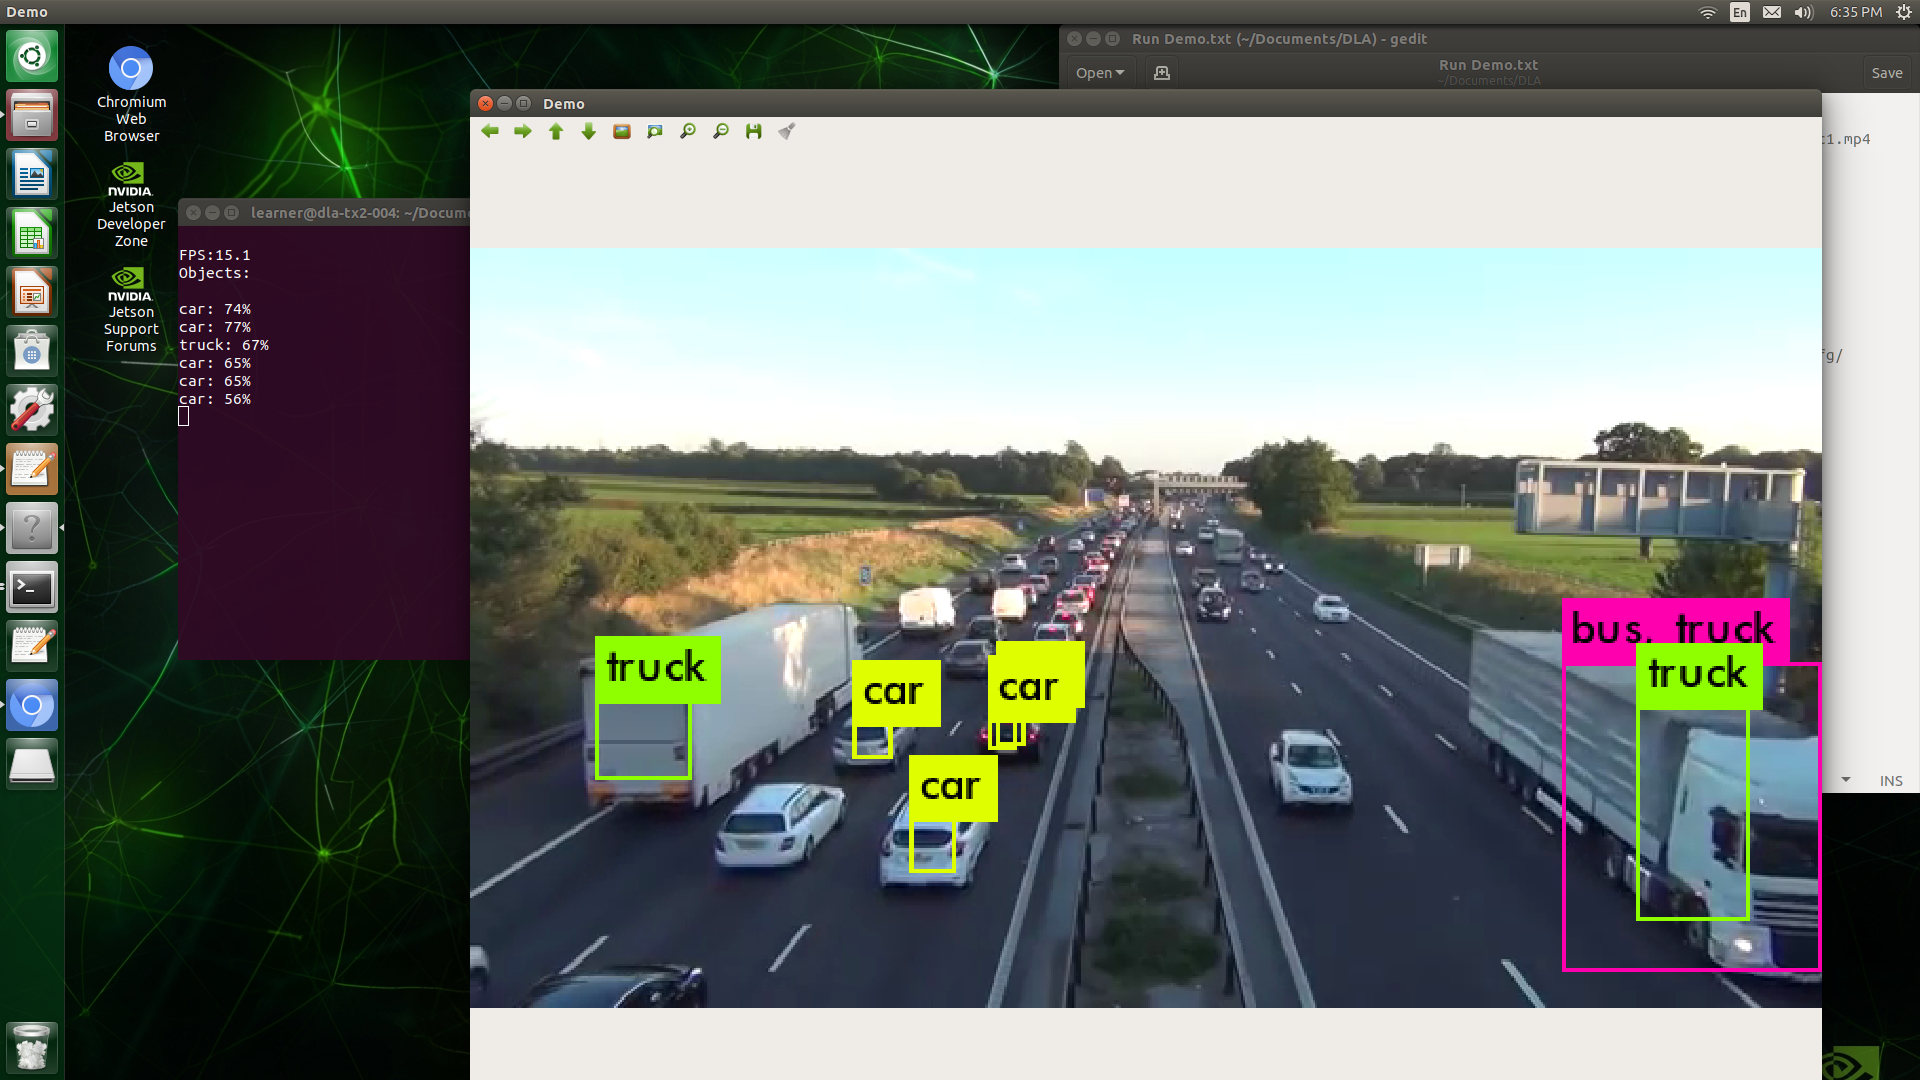 Demo
En
6:35 PM
Chromium
Web
Browser
NVIDIA.
Jetson
Developer
Zone
NVIDIA.
Jetson
Support
Forums
learner@dla-tx2-004: ~/Docume
FPS:15.1
Objects:
car: 74%
car: 77%
truck: 67%
car: 65%
car: 65%
car: 56%
Run Demo.txt (~/Documents/DLA) - gedit
Open
Run Demo.txt
~/Documents/DLA
Save
1.mp4
g/
INS
Demo
truck
car
car
car
bus, truck
truck